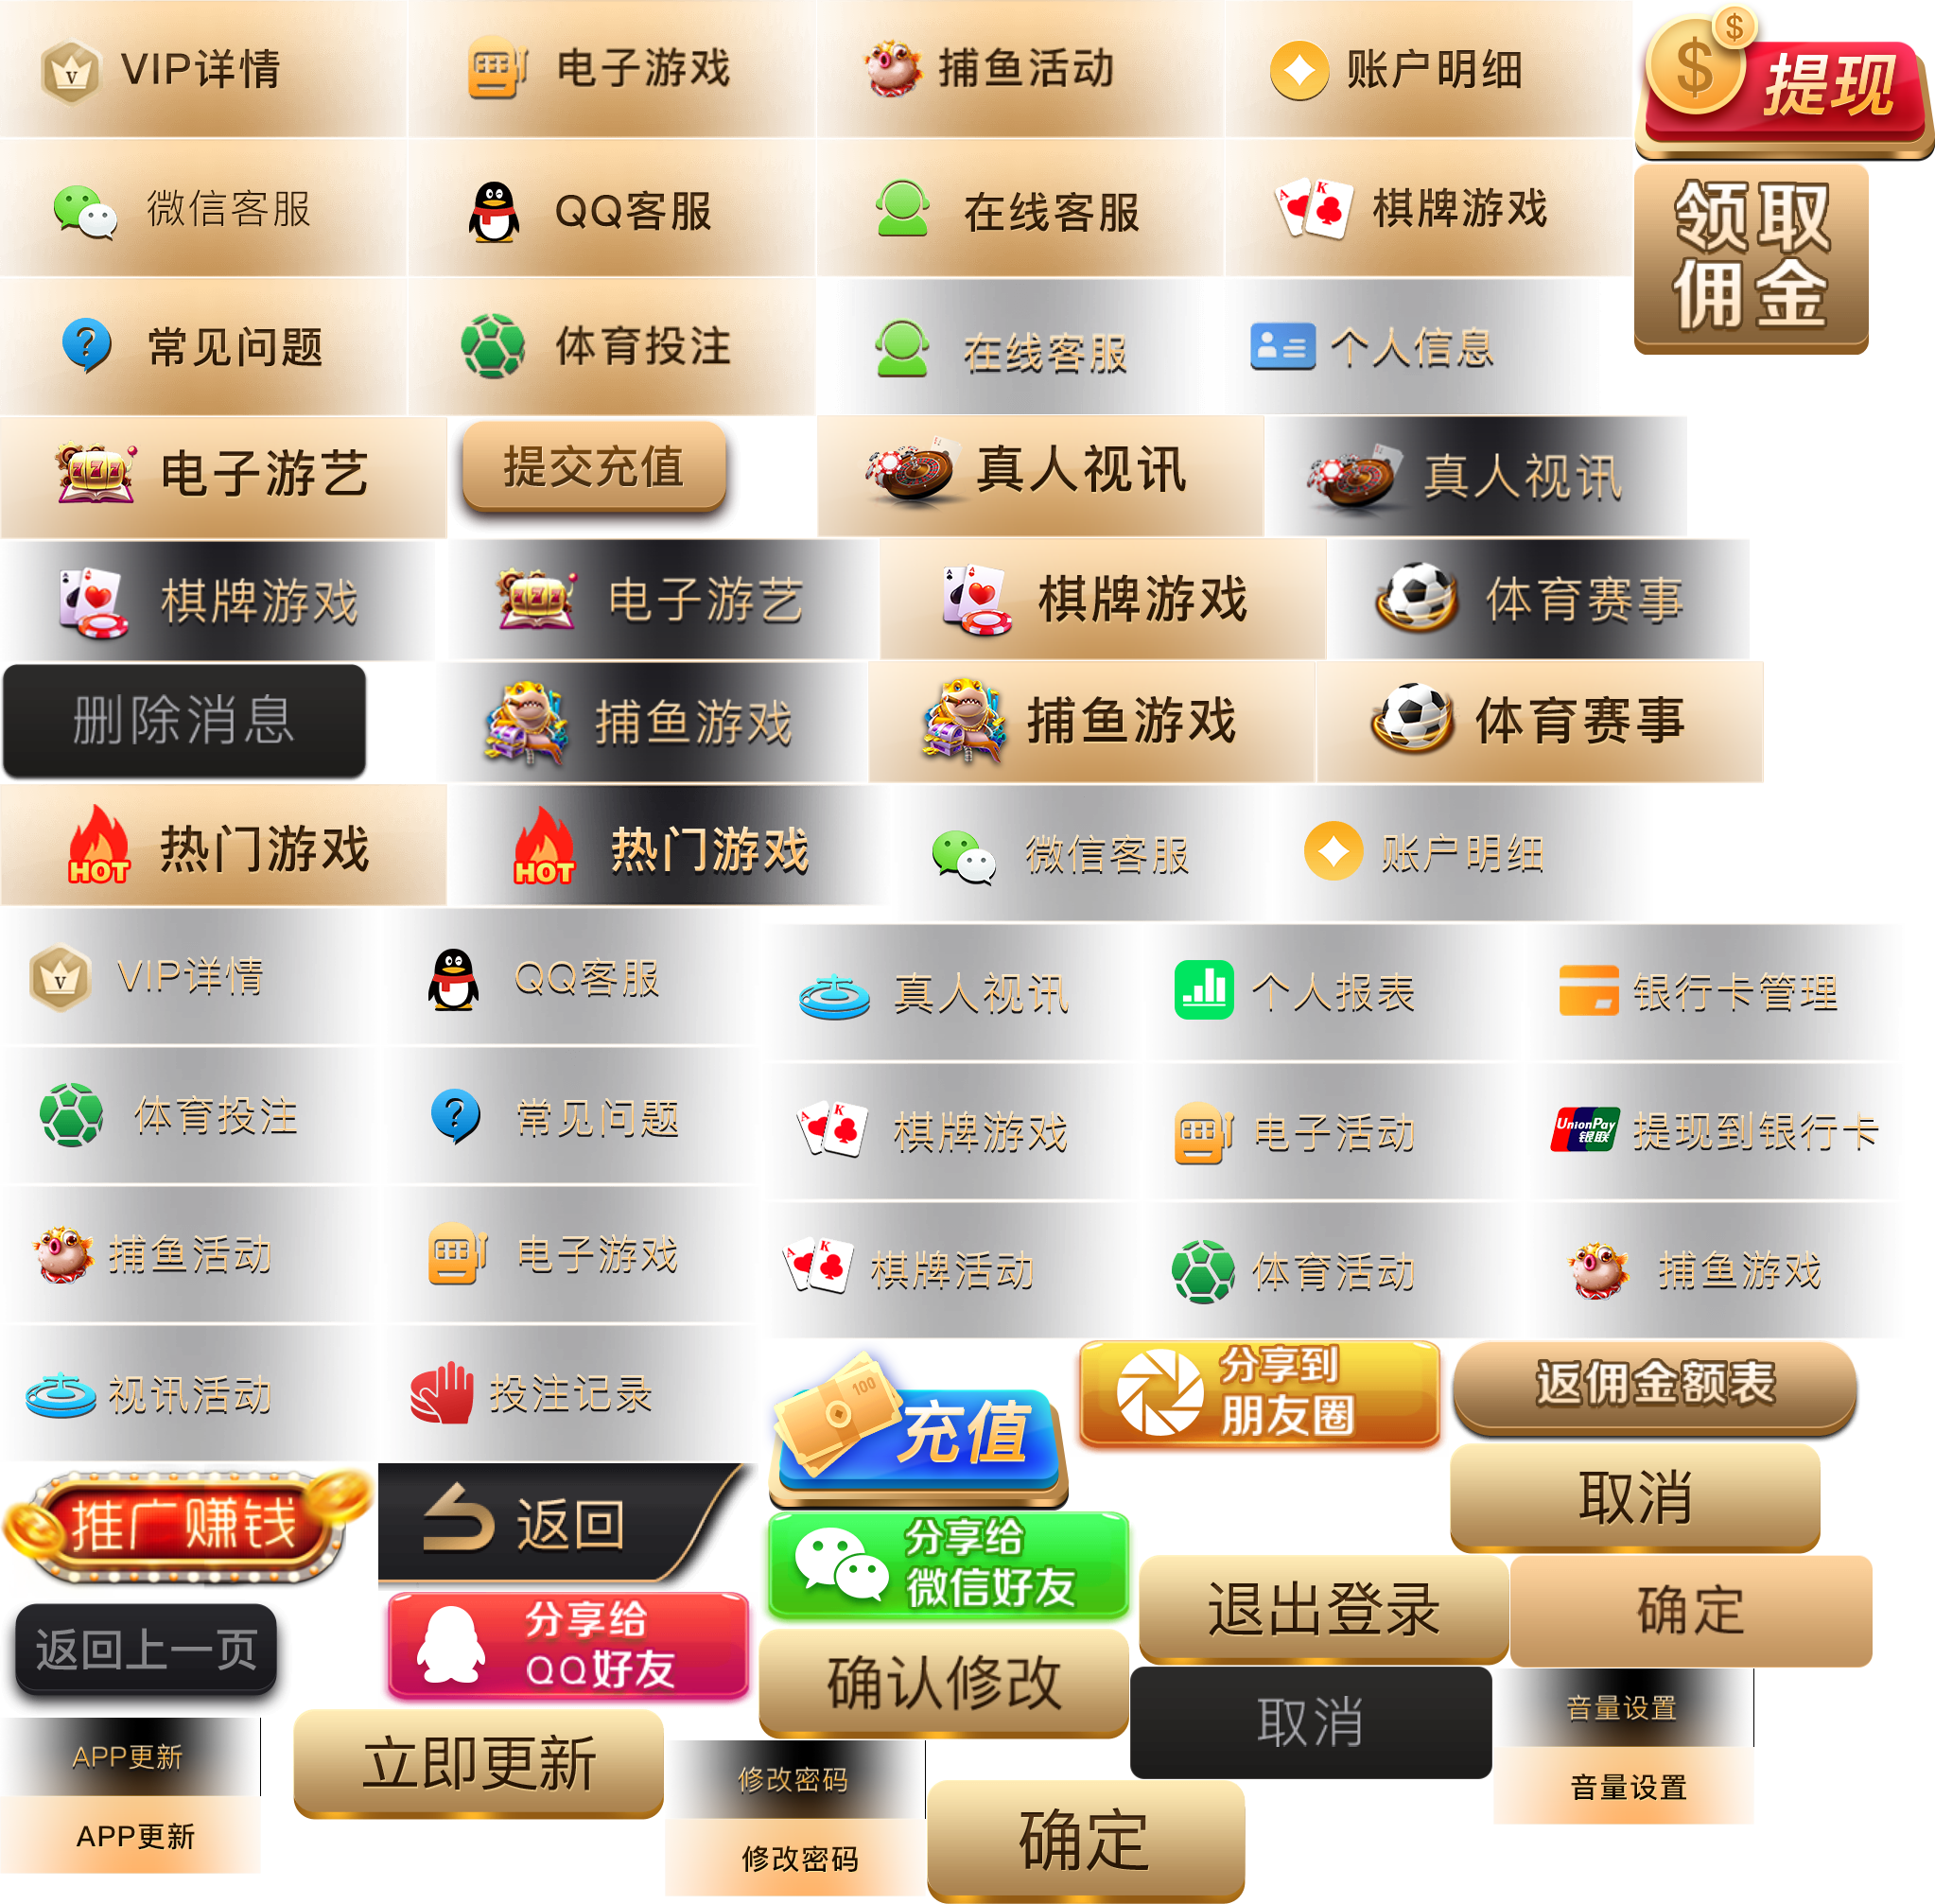 VIP详情
电子游戏
捕鱼活动
账户明细
$
$
提现
微信客服
QQ客服
在线客服
A
K
棋牌游戏
领取
佣金
?
常见问题
体育投注
在线客服
个人信息
777
电子游艺
提交充值
真人视讯
真人视讯
棋牌游戏
777
电子游艺
棋牌游戏
体育赛事
删除消息
捕鱼游戏
捕鱼游戏
体育赛事
HOT
热门游戏
HOT
热门游戏
微信客服
账户明细
V
VIP详情
QQ客服
真人视讯
个人报表
银行卡管理
体育投注
?
常见问题
A
K
棋牌游戏
电子活动
UnionPay
银联
提现到银行卡
捕鱼活动
电子游戏
A
K
棋牌活动
体育活动
捕鱼游戏
视讯活动
投注记录
100
充值
分享到
朋友圈
返佣金额表
推广赚钱
返回
取消
分享给
微信好友
退出登录
确定
返回上一页
分享给
QQ好友
确认修改
取消
音量设置
APP更新
立即更新
修改密码
音量设置
APP更新
修改密码
确定